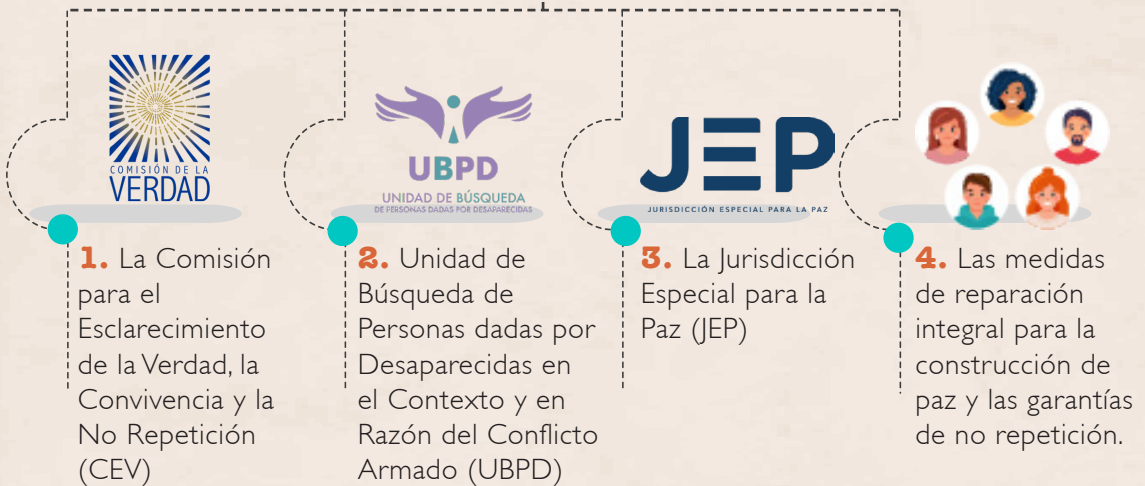 COMISIÓN DE LA
VERDAD
UBPD
UNIDAD DE BÚSQUEDA
DE PERSONAS DADAS POR DESAPARECIDAS
JEP
JURISDICCIÓN ESPECIAL PARA LA PAZ
1. La Comisión
para el
Esclarecimiento
de la Verdad, la
Convivencia y la
No Repetición
(CEV)
2. Unidad de
Búsqueda de
Personas dadas por
Desaparecidas en
el Contexto y en
Razón del Conflicto
Armado (UBPD)
3. La Jurisdicción
Especial para la
Paz (JEP)
4. Las medidas
de reparación
integral para la
construcción de
paz y las garantías
de no repetición.